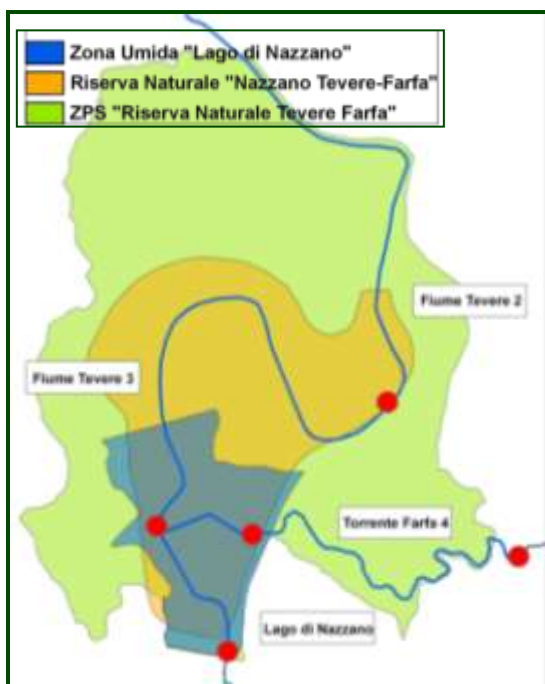 Zona Umida "Lago di Nazzano"
Riserva Naturale "Nazzano Tevere-Farfa"
ZPS "Riserva Naturale Tevere Farfa"
Fiume Tevere 2
Fiume Tevere 3
Torrente Farfa 4
Lago di Nazzano